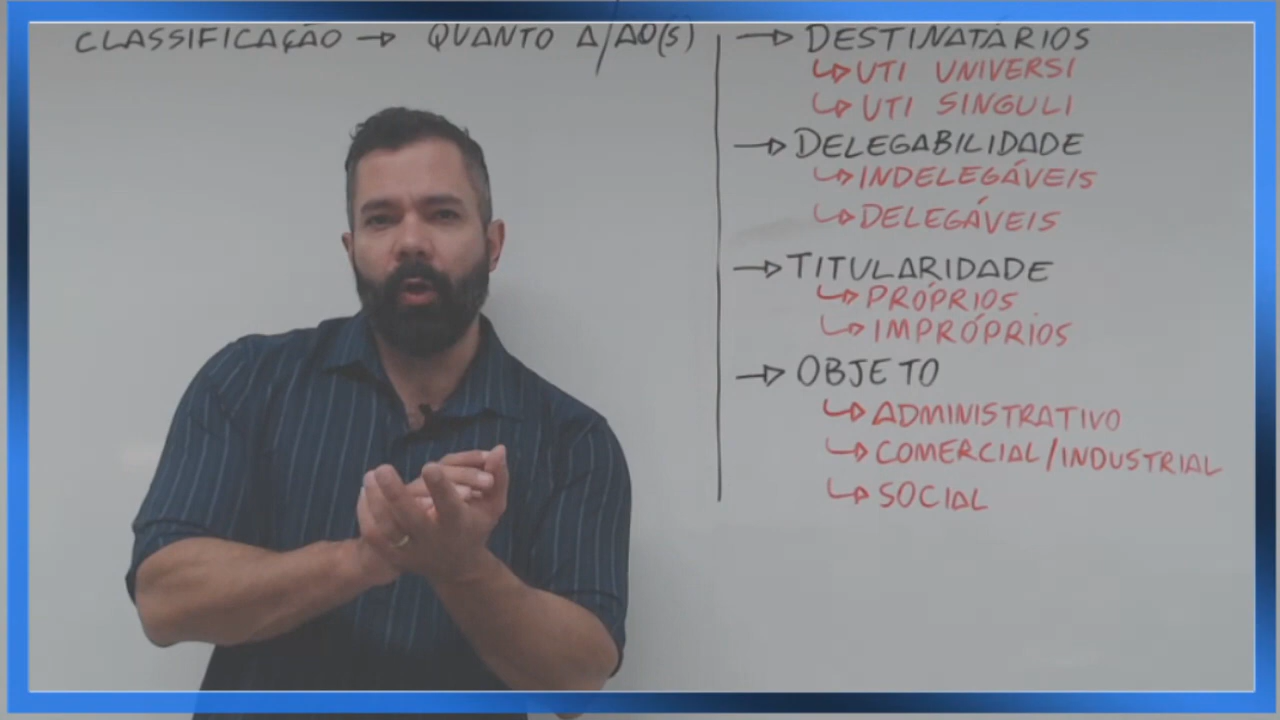 CLASSIFICAÇÃO → QUANTO A/AO(S)
→ DESTINATÁRIOS
↳ UTI UNIVERSI
↳ UTI SINGULI
→ DELEGABILIDADE
↳ INDELEGÁVEIS
↳ DELEGÁVEIS
→ TITULARIDADE
↳ PRÓPRIOS
↳ IMPRÓPRIOS
→ OBJETO
↳ ADMINISTRATIVO
↳ COMERCIAL/INDUSTRIAL
↳ SOCIAL